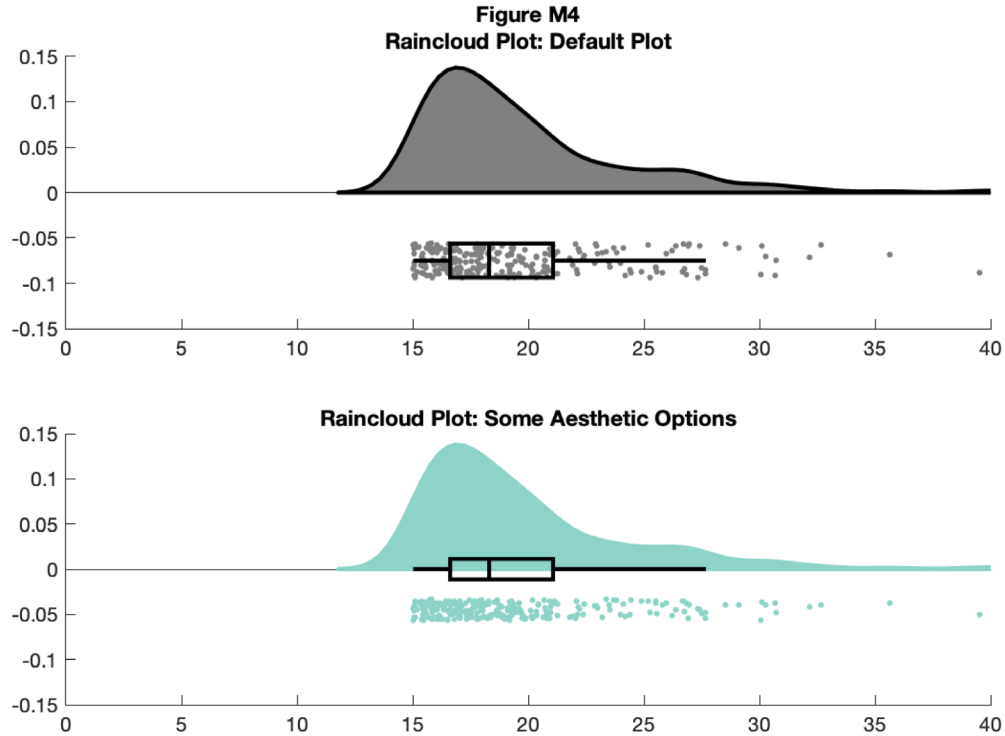 Figure M4
Raincloud Plot: Default Plot
0.15
0.1
0.05
0
-0.05
-0.1
-0.15
0 5 10 15 20 25 30 35 40
Raincloud Plot: Some Aesthetic Options
0.15
0.1
0.05
0
-0.05
-0.1
-0.15
0 5 10 15 20 25 30 35 40